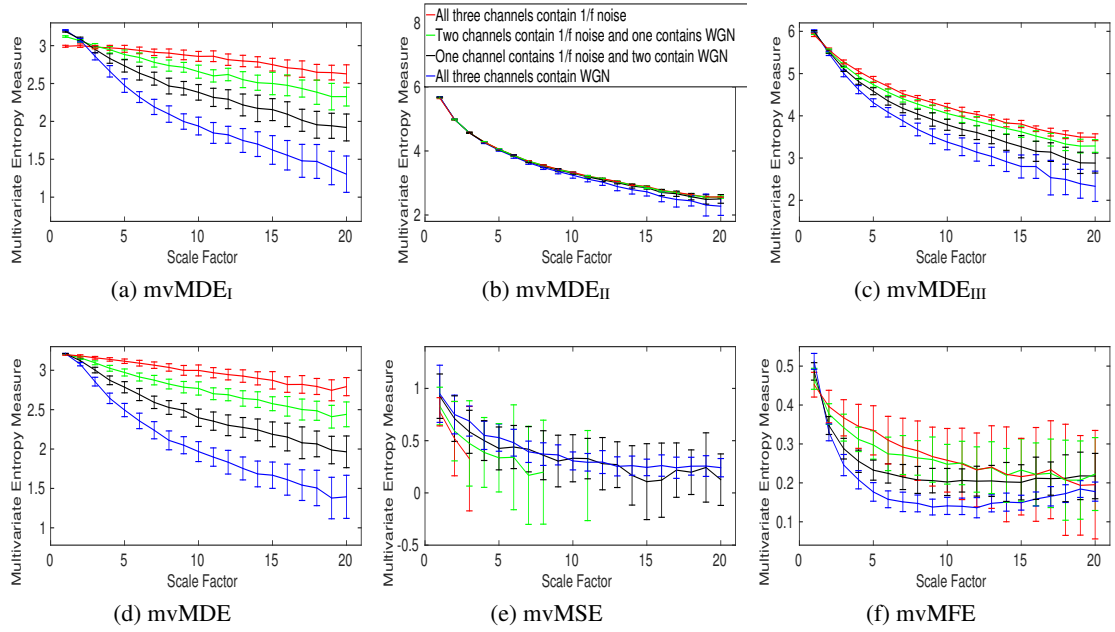 Multivariate Entropy Measure
3
2.5
2
1.5
1
0 5 10 15 20
Scale Factor
(a) mvMDE_I
Multivariate Entropy Measure
8
6
4
2
All three channels contain 1/f noise
Two channels contain 1/f noise and one contains WGN
One channel contains 1/f noise and two contain WGN
All three channels contain WGN
0 5 10 15 20
Scale Factor
(b) mvMDE_II
Multivariate Entropy Measure
6
5
4
3
2
0 5 10 15 20
Scale Factor
(c) mvMDE_III
Multivariate Entropy Measure
3
2.5
2
1.5
1
0 5 10 15 20
Scale Factor
(d) mvMDE
Multivariate Entropy Measure
1
0.5
0
-0.5
0 5 10 15 20
Scale Factor
(e) mvMSE
Multivariate Entropy Measure
0.5
0.4
0.3
0.2
0.1
0 5 10 15 20
Scale Factor
(f) mvMFE